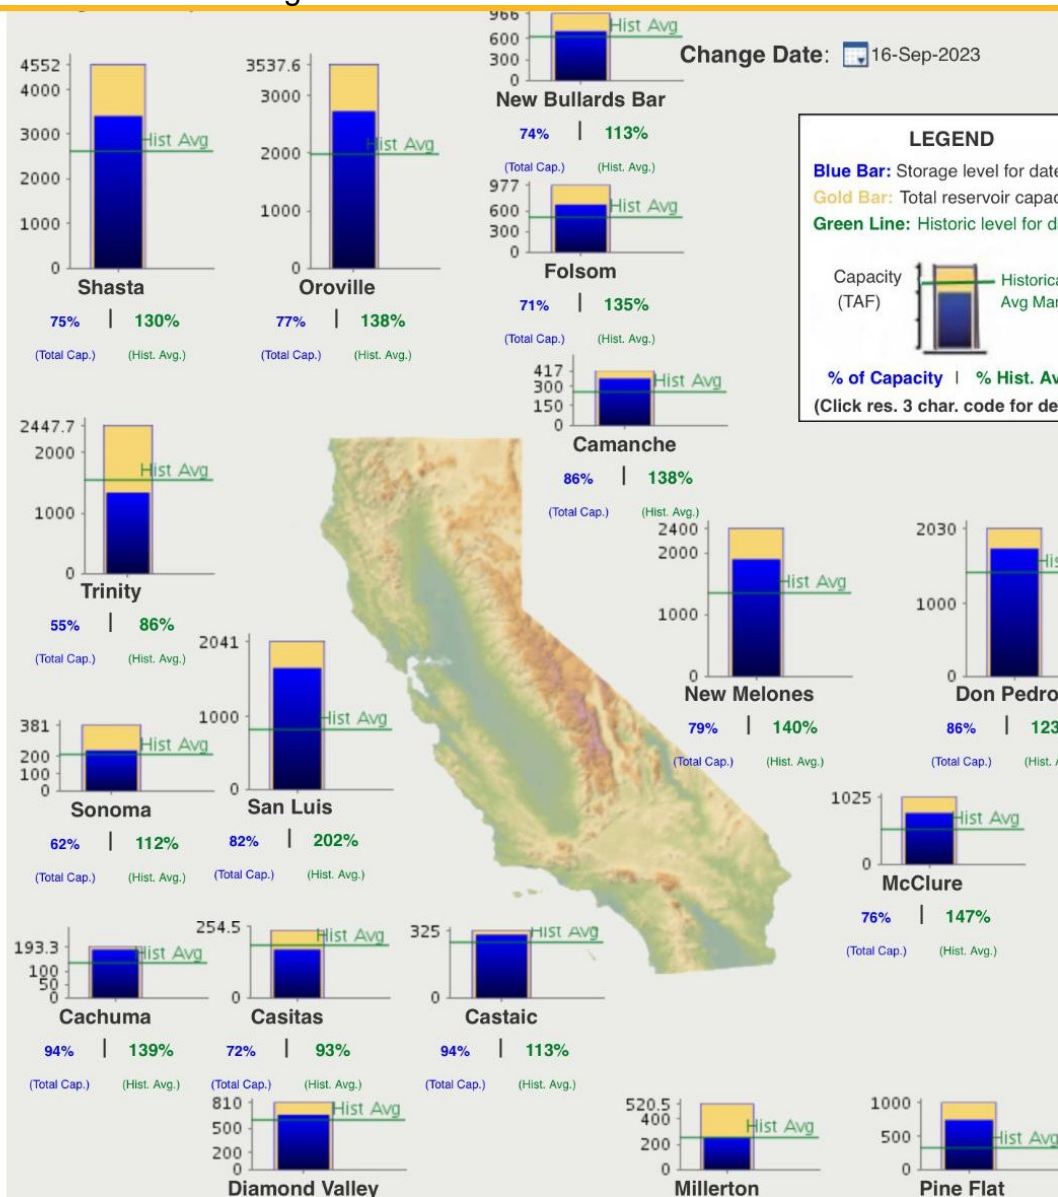 966
600
300
0
Hist Avg
New Bullards Bar
74% | 113%
(Total Cap.) (Hist. Avg.)
Change Date: 16-Sep-2023
4552
4000
3000
2000
1000
0
Hist Avg
Shasta
75% | 130%
(Total Cap.) (Hist. Avg.)
3537.6
3000
2000
1000
0
Hist Avg
Oroville
77% | 138%
(Total Cap.) (Hist. Avg.)
977
600
300
0
Hist Avg
Folsom
71% | 135%
(Total Cap.) (Hist. Avg.)
LEGEND
Blue Bar: Storage level for date
Gold Bar: Total reservoir capac
Green Line: Historic level for d
Capacity
(TAF)
Historica
Avg Mar
% of Capacity | % Hist. Av
(Click res. 3 char. code for de
417
300
150
0
Hist Avg
Camanche
86% | 138%
(Total Cap.) (Hist. Avg.)
2447.7
2000
1000
0
Hist Avg
Trinity
55% | 86%
(Total Cap.) (Hist. Avg.)
2400
2000
1000
0
Hist Avg
New Melones
79% | 140%
(Total Cap.) (Hist. Avg.)
2030
1000
0
His
Don Pedro
86% | 123
(Total Cap.) (Hist. A
381
200
100
0
Hist Avg
Sonoma
62% | 112%
(Total Cap.) (Hist. Avg.)
2041
1000
0
Hist Avg
San Luis
82% | 202%
(Total Cap.) (Hist. Avg.)
1025
0
Hist Avg
McClure
76% | 147%
(Total Cap.) (Hist. Avg.)
193.3
100
50
0
Hist Avg
Cachuma
94% | 139%
(Total Cap.) (Hist. Avg.)
254.5
0
Hist Avg
Casitas
72% | 93%
(Total Cap.) (Hist. Avg.)
325
0
Hist Avg
Castaic
94% | 113%
(Total Cap.) (Hist. Avg.)
810
500
200
0
Hist Avg
Diamond Valley
520.5
400
200
0
Hist Avg
Millerton
1000
500
0
Hist Avg
Pine Flat